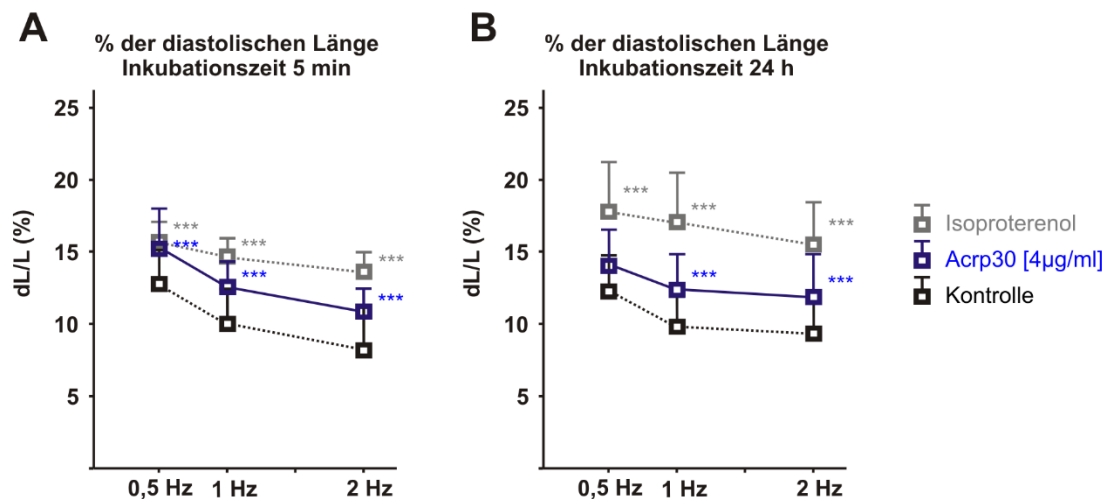 A
% der diastolischen Länge
Inkubationszeit 5 min
dL/L (%)
25
20
15
10
5
***
***
***
***
***
***
0,5 Hz
1 Hz
2 Hz
B
% der diastolischen Länge
Inkubationszeit 24 h
dL/L (%)
25
20
15
10
5
***
***
***
***
***
0,5 Hz
1 Hz
2 Hz
Isoproterenol
Acrp30 [4µg/ml]
Kontrolle